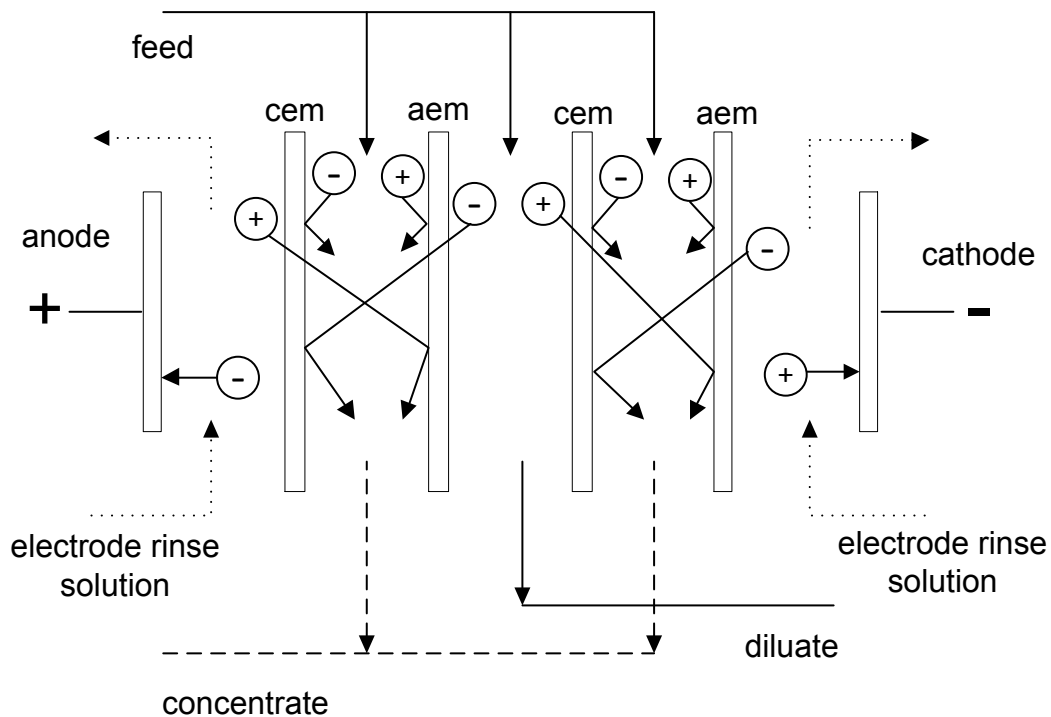 feed
cem
aem
cem
aem
-
+
-
+
-
+
+
-
-
anode
cathode
+
-
-
+
electrode rinse
solution
electrode rinse
solution
diluate
concentrate